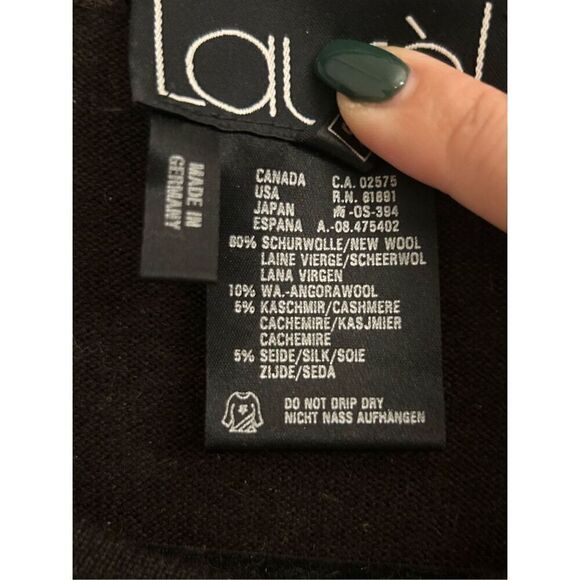 MADE IN
GERMANY
CANADA C.A. 02575
USA R.N. 81891
JAPAN -OS-394
ESPANA A.-08.475402
80% SCHURWOLLE/NEW WOOL
LAINE VIERGE/SCHEERWOL
LANA VIRGEN
10% WA.-ANGORAWOOL
5% KASCHMIR/CASHMERE
CACHEMIRE/KASJMIER
CACHEMIRE
5% SEIDE/SILK/SOIE
ZIJDE/SEDA
DO NOT DRIP DRY
NICHT NASS AUFHÄNGEN